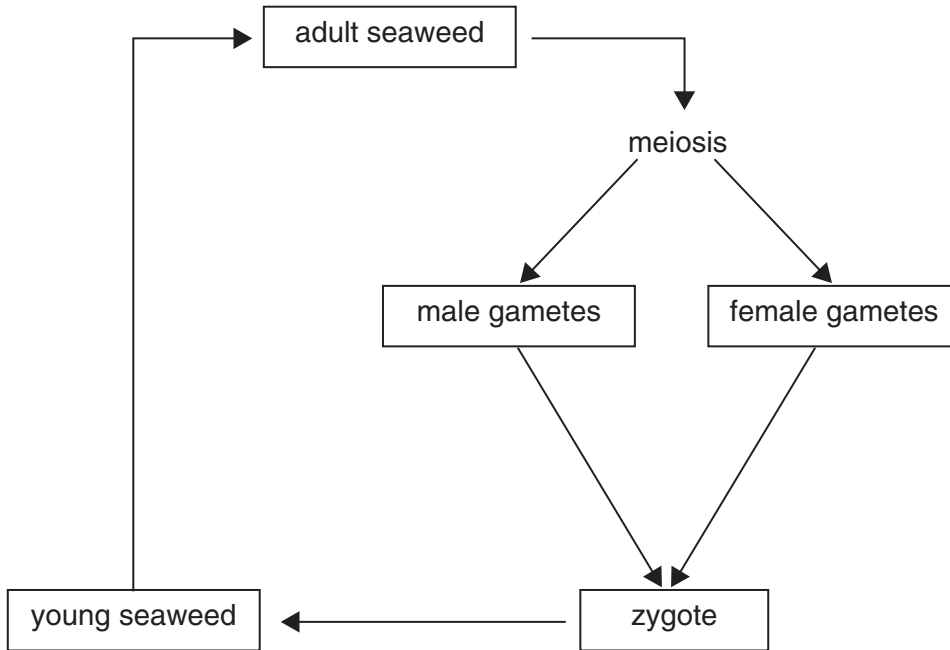 adult seaweed
meiosis
male gametes
female gametes
young seaweed
zygote